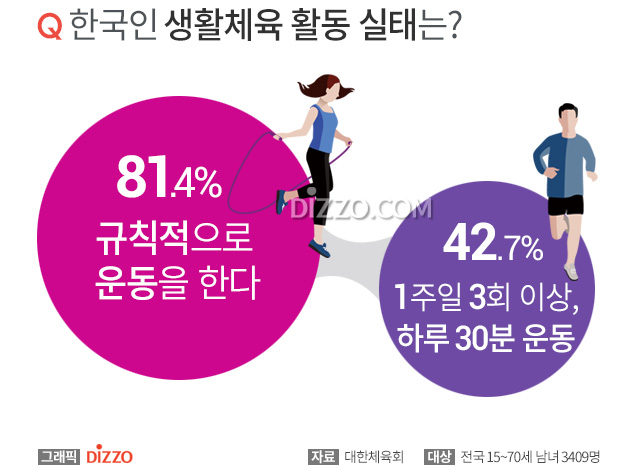 Q 한국인 생활체육 활동 실태는?
81.4%
규칙적으로
운동을 한다
DIZZO.COM
42.7%
1주일 3회 이상,
하루 30분 운동
그래픽 DIZZO
자료 대한체육회 대상 전국 15~70세 남녀 3409명